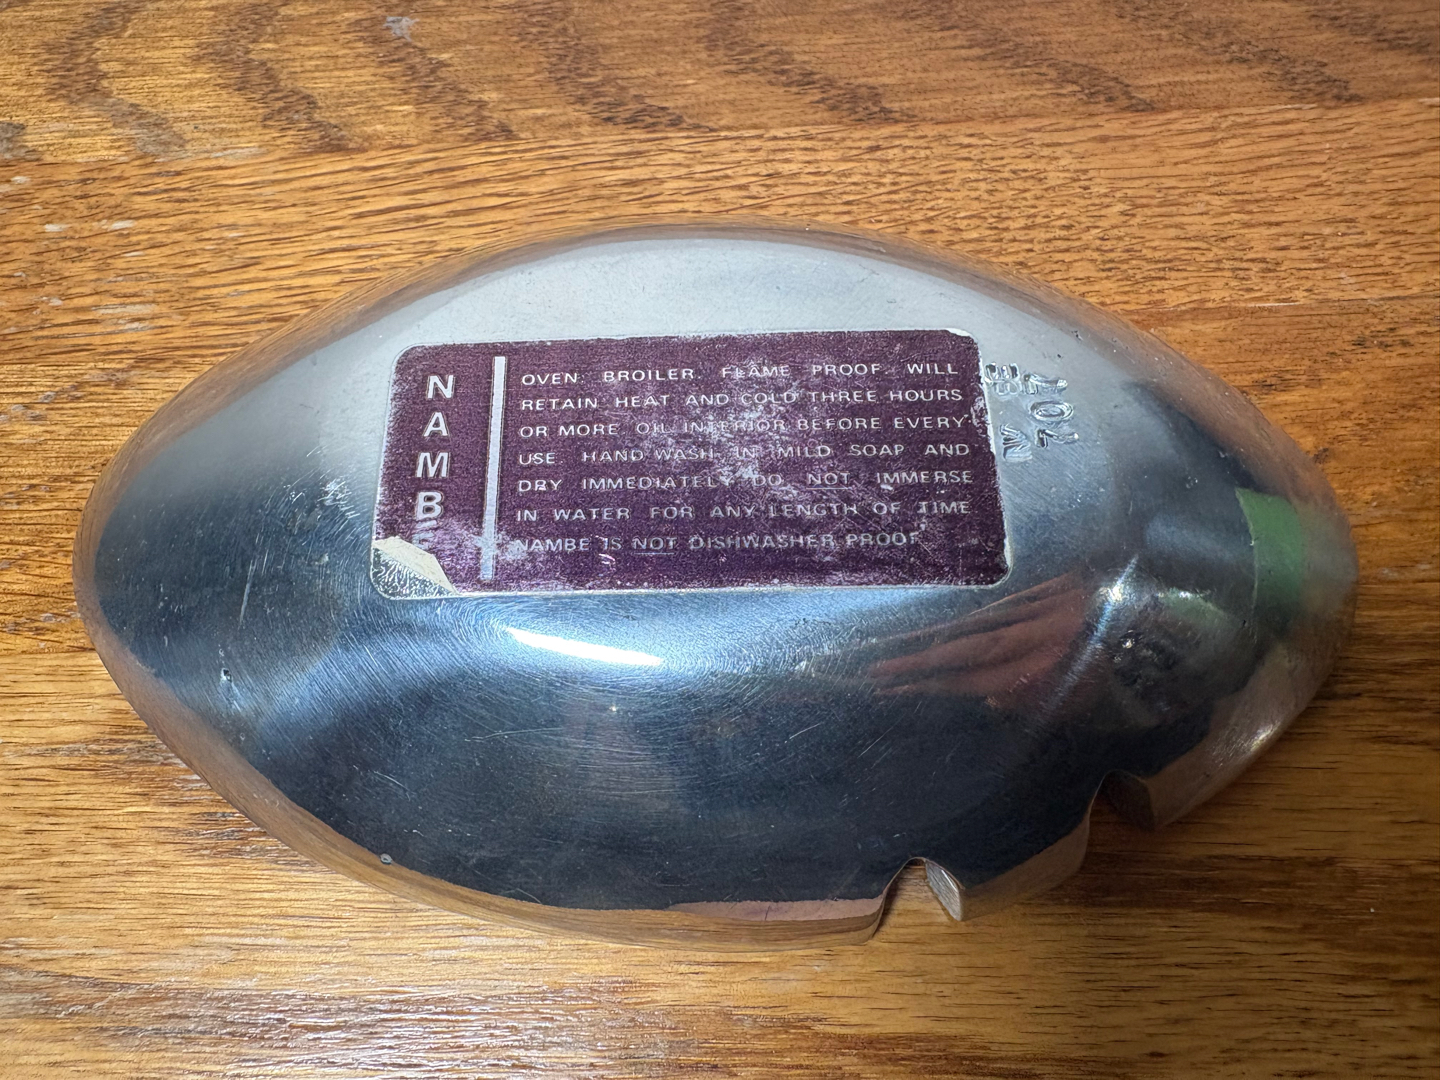 NAMBE
OVEN BROILER FLAME PROOF WILL
RETAIN HEAT AND COLD THREE HOURS
OR MORE OIL INTERIOR BEFORE EVERY
USE HAND WASH IN MILD SOAP AND
DRY IMMEDIATELY DO NOT IMMERSE
IN WATER FOR ANY LENGTH OF TIME
NAMBE IS NOT DISHWASHER PROOF